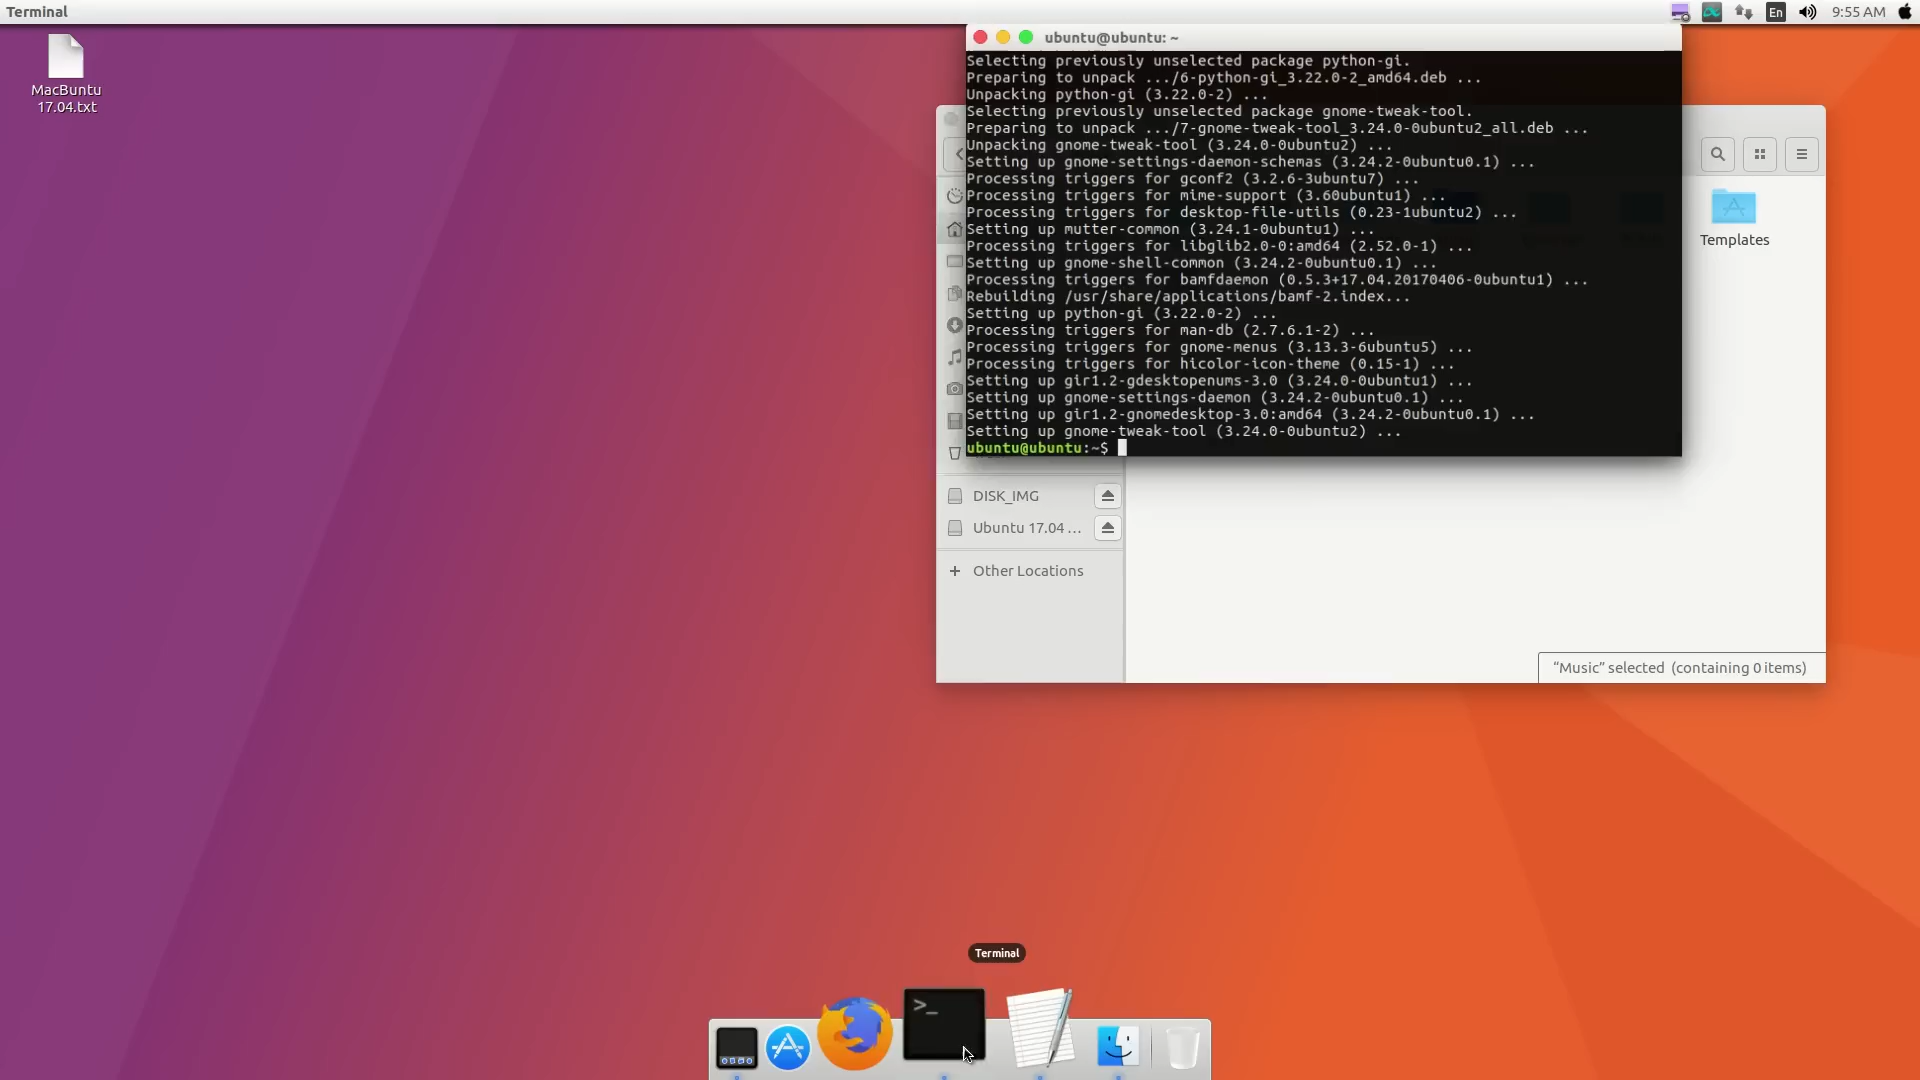 Terminal
En
9:55 AM
MacBuntu
17.04.txt
ubuntu@ubuntu: ~
Selecting previously unselected package python-gi.
Preparing to unpack .../6-python-gi_3.22.0-2_amd64.deb ...
Unpacking python-gi (3.22.0-2) ...
Selecting previously unselected package gnome-tweak-tool.
Preparing to unpack .../7-gnome-tweak-tool_3.24.0-0ubuntu2_all.deb ...
Unpacking gnome-tweak-tool (3.24.0-0ubuntu2) ...
Setting up gnome-settings-daemon-schemas (3.24.2-0ubuntu0.1) ...
Processing triggers for gconf2 (3.2.6-3ubuntu7) ...
Processing triggers for mime-support (3.60ubuntu1) ...
Processing triggers for desktop-file-utils (0.23-1ubuntu2) ...
Setting up mutter-common (3.24.1-0ubuntu1) ...
Processing triggers for libglib2.0-0:amd64 (2.52.0-1) ...
Setting up gnome-shell-common (3.24.2-0ubuntu0.1) ...
Processing triggers for bamfdaemon (0.5.3+17.04.20170406-0ubuntu1) ...
Rebuilding /usr/share/applications/bamf-2.index...
Setting up python-gi (3.22.0-2) ...
Processing triggers for man-db (2.7.6.1-2) ...
Processing triggers for gnome-menus (3.13.3-6ubuntu5) ...
Processing triggers for hicolor-icon-theme (0.15-1) ...
Setting up gir1.2-gdesktopenums-3.0 (3.24.0-0ubuntu1) ...
Setting up gnome-settings-daemon (3.24.2-0ubuntu0.1) ...
Setting up gir1.2-gnomedesktop-3.0:amd64 (3.24.2-0ubuntu0.1) ...
Setting up gnome-tweak-tool (3.24.0-0ubuntu2) ...
ubuntu@ubuntu:~$
Templates
DISK_IMG
Ubuntu 17.04 ...
+ Other Locations
“Music” selected (containing 0 items)
Terminal
>_